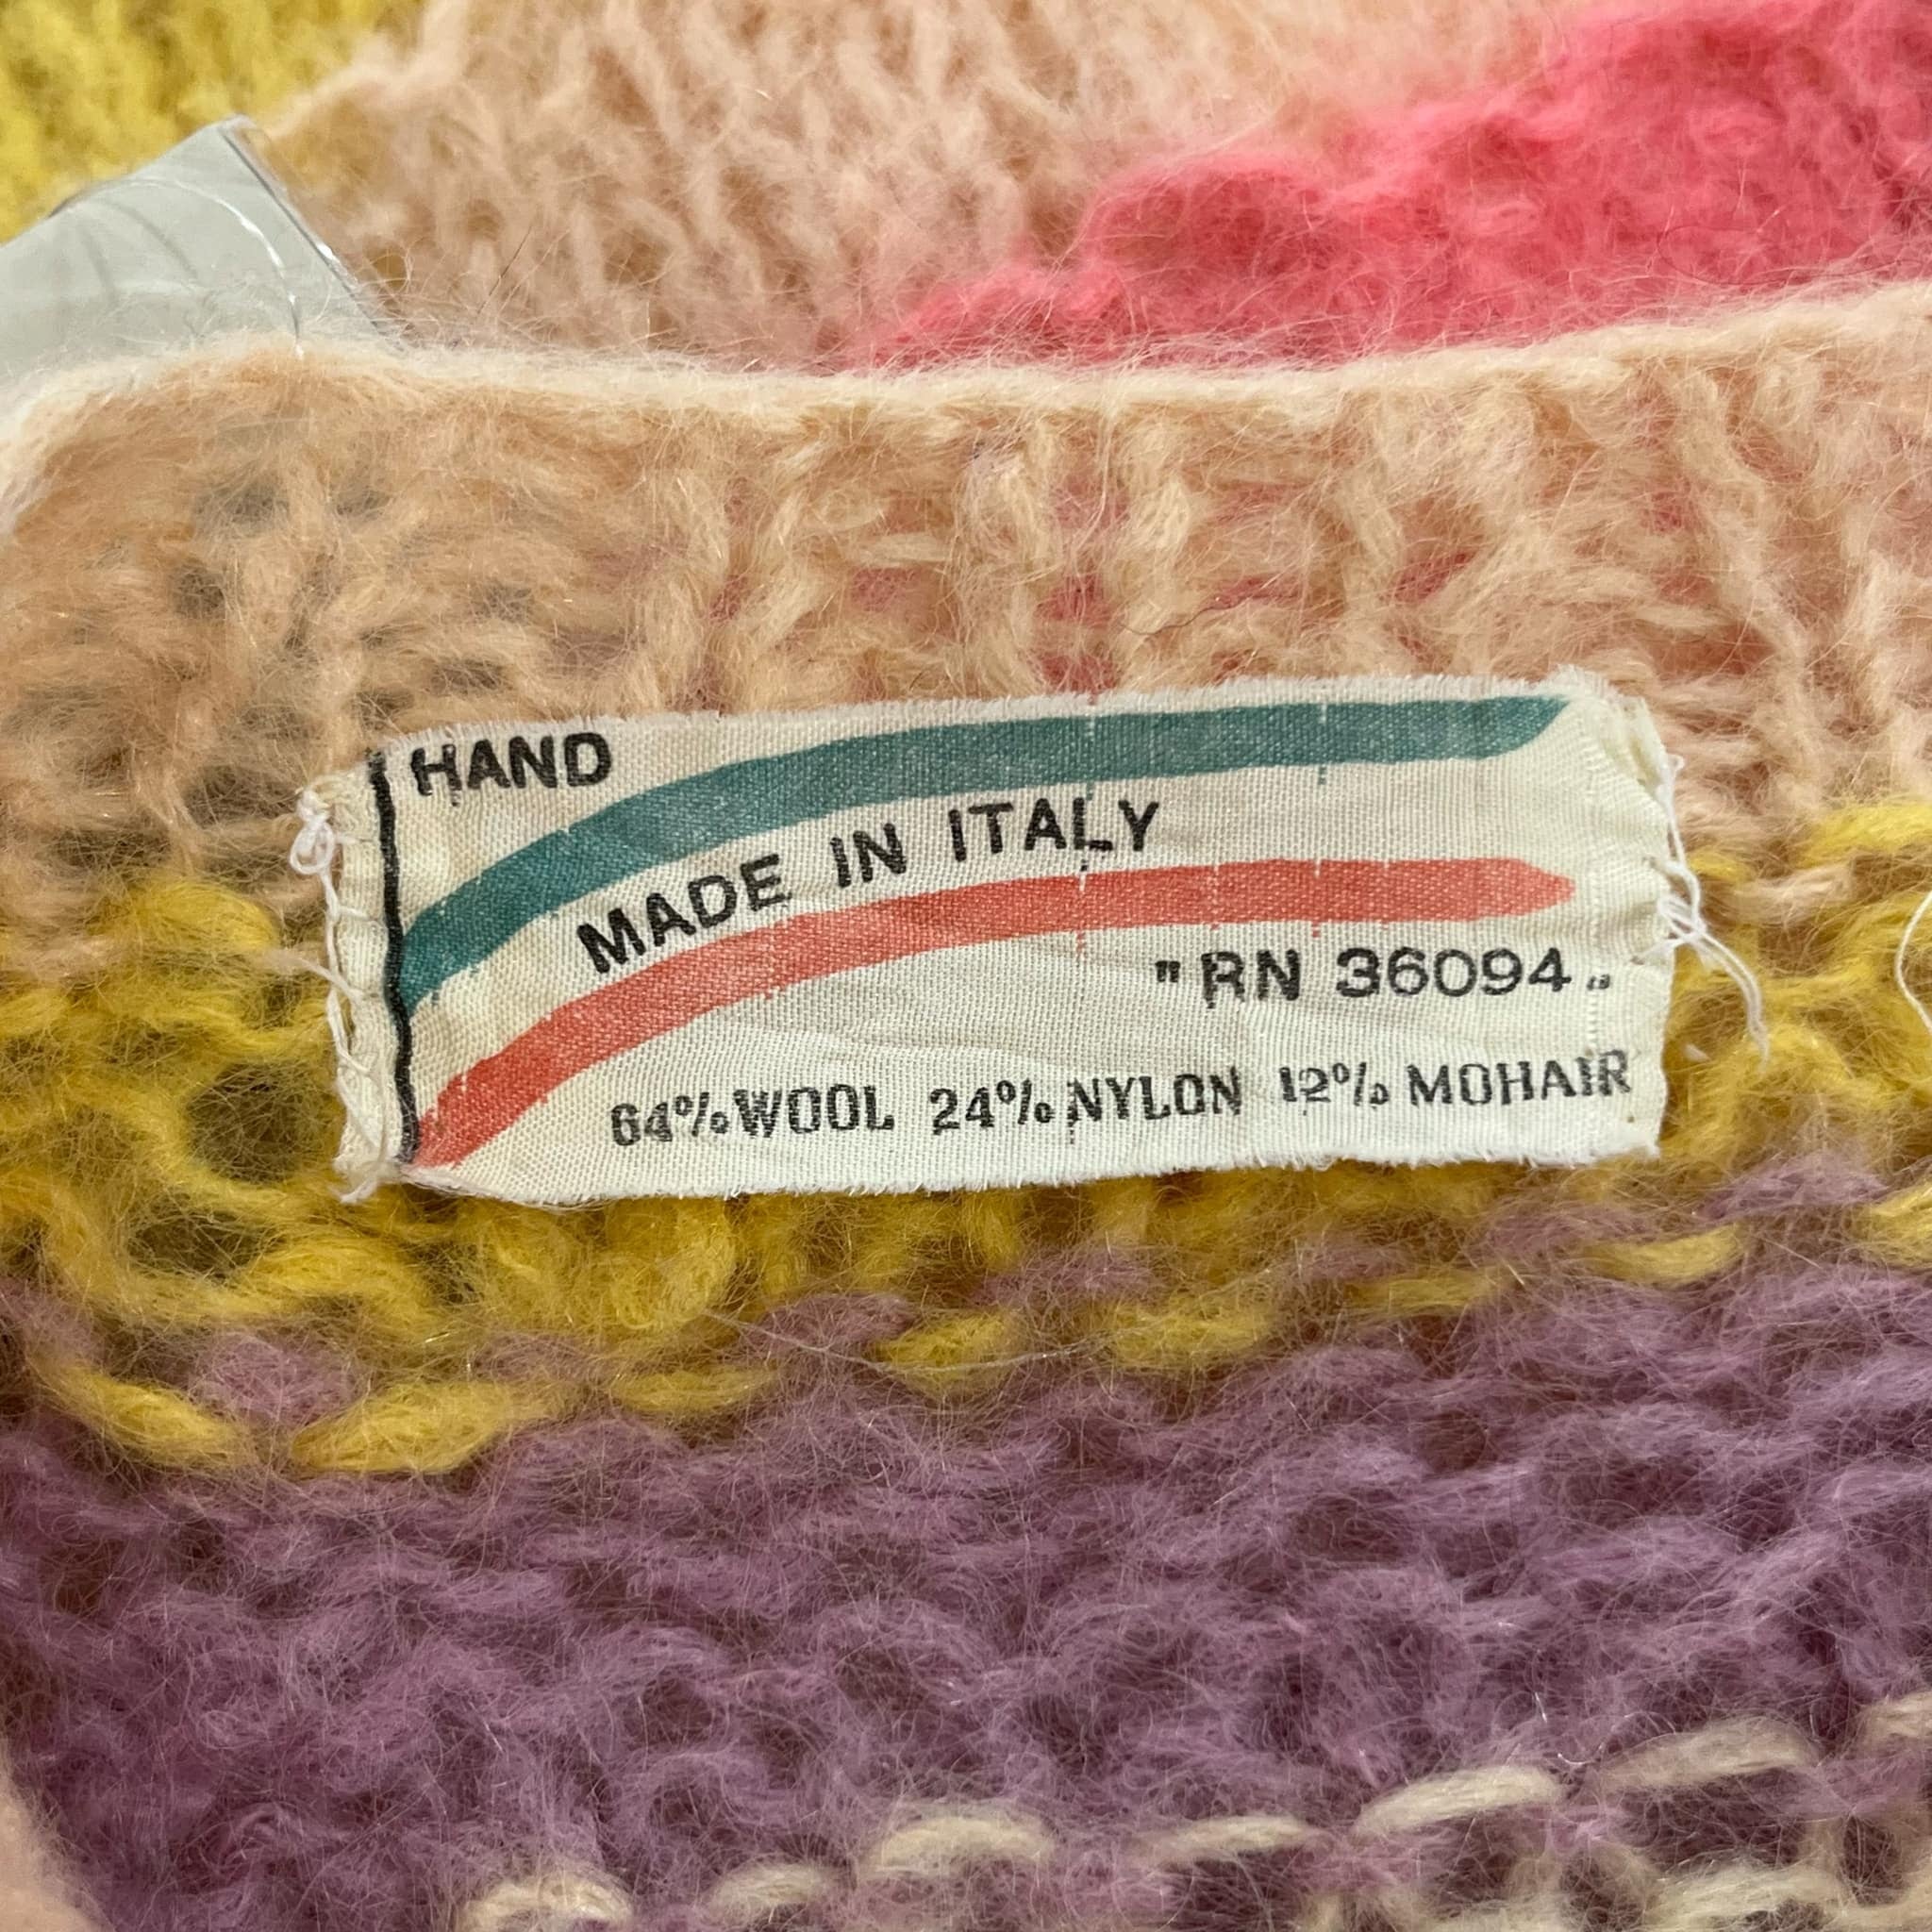 HAND
MADE IN ITALY
" RN 36094 "
64% WOOL 24% NYLON 12% MOHAIR